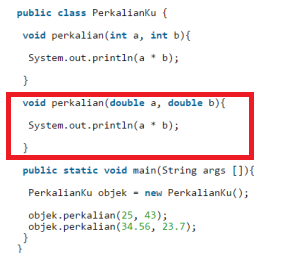 public class PerkalianKu {
void perkalian(int a, int b){
System.out.println(a * b);
}
void perkalian(double a, double b){
System.out.println(a * b);
}
public static void main(String args []){
PerkalianKu objek = new PerkalianKu();
objek.perkalian(25, 43);
objek.perkalian(34.56, 23.7);
}
}